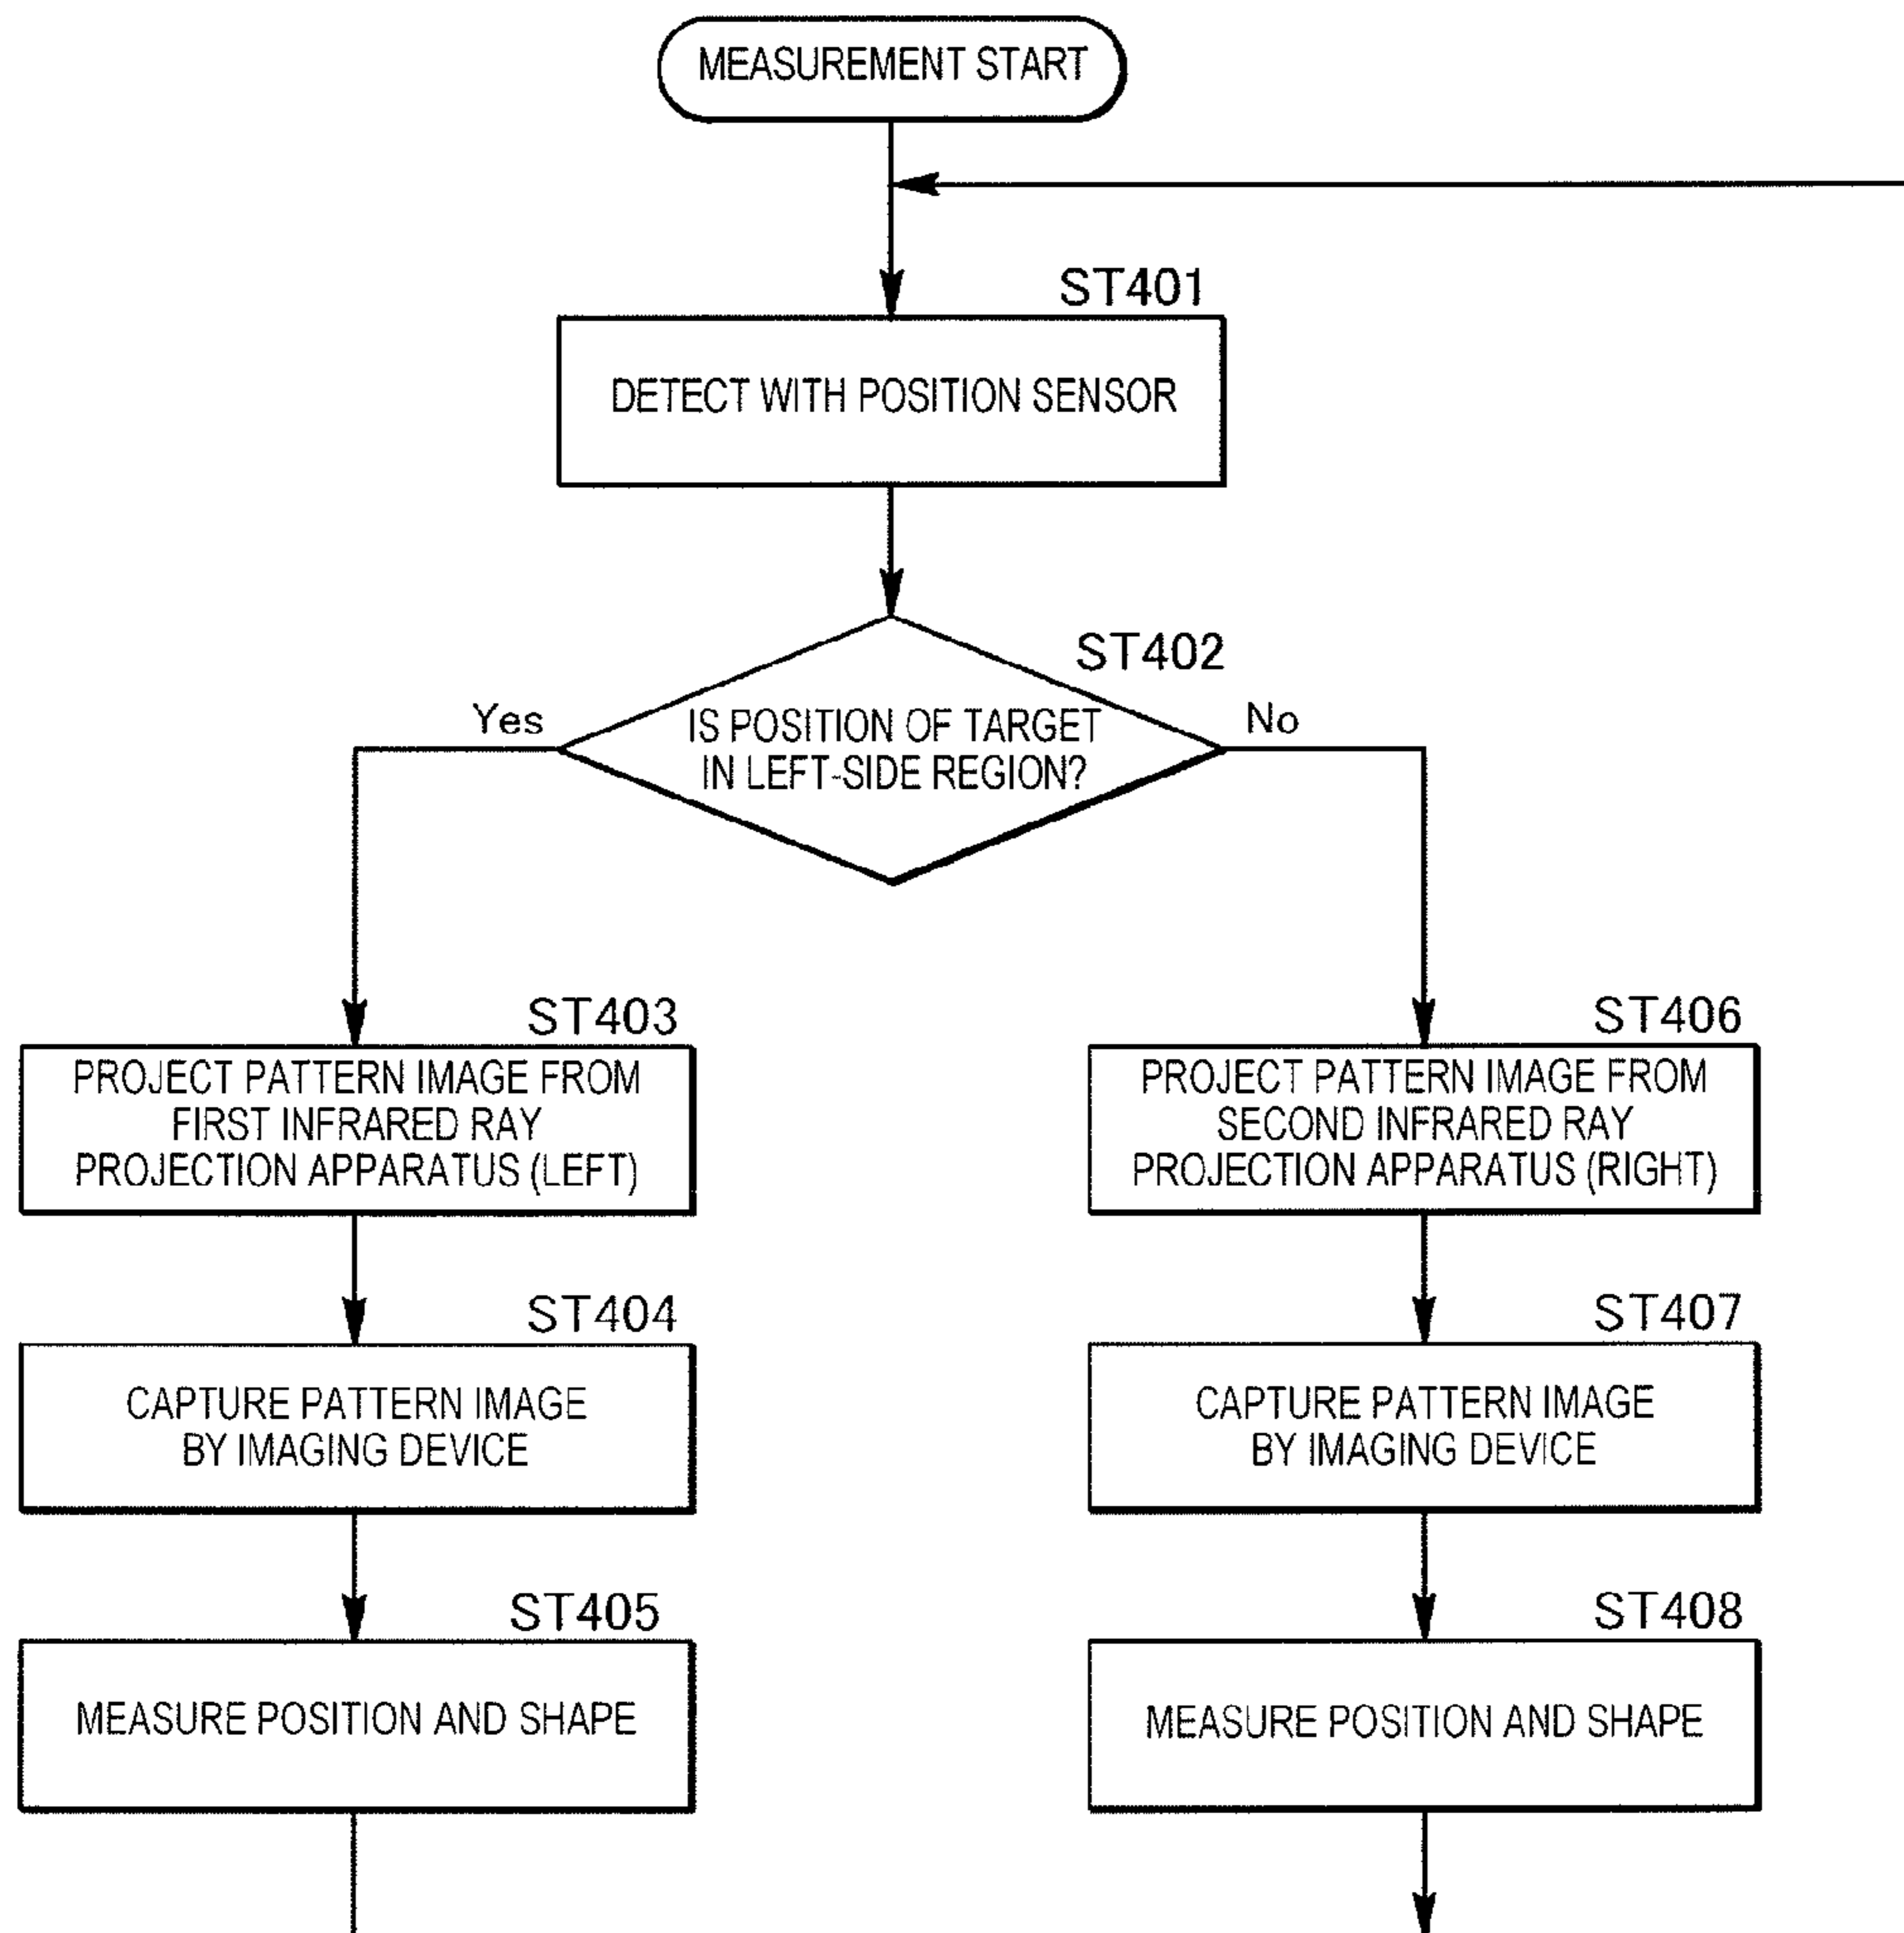 MEASUREMENT START
ST401
DETECT WITH POSITION SENSOR
ST402
Yes
IS POSITION OF TARGET
IN LEFT-SIDE REGION?
No
ST403
PROJECT PATTERN IMAGE FROM
FIRST INFRARED RAY
PROJECTION APPARATUS (LEFT)
ST406
PROJECT PATTERN IMAGE FROM
SECOND INFRARED RAY
PROJECTION APPARATUS (RIGHT)
ST404
CAPTURE PATTERN IMAGE
BY IMAGING DEVICE
ST407
CAPTURE PATTERN IMAGE
BY IMAGING DEVICE
ST405
MEASURE POSITION AND SHAPE
ST408
MEASURE POSITION AND SHAPE